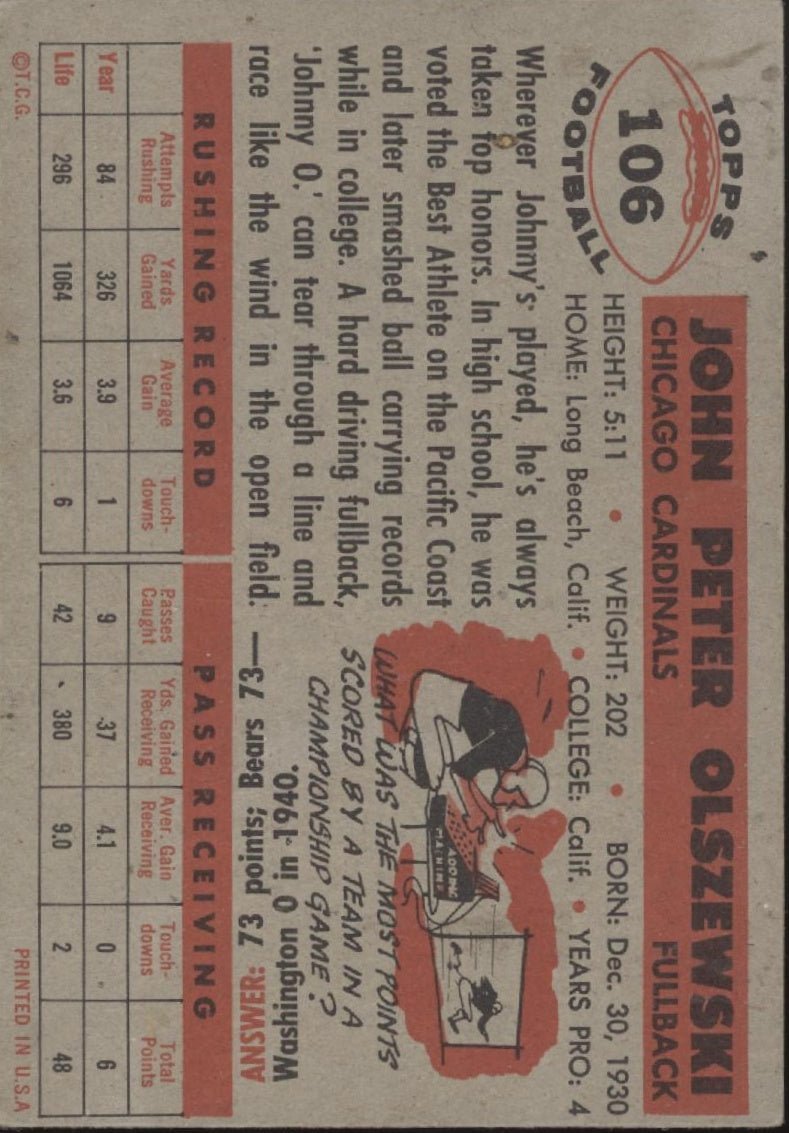 TOPPS
106
FOOTBALL
JOHN PETER OLSZEWSKI
CHICAGO CARDINALS FULLBACK
HEIGHT: 5:11 • WEIGHT: 202 • BORN: Dec. 30, 1930
HOME: Long Beach, Calif. • COLLEGE: Calif. • YEARS PRO: 4
Wherever Johnny's played, he's always
taken top honors. In high school, he was
voted the Best Athlete on the Pacific Coast
and later smashed ball carrying records
while in college. A hard driving fullback,
'Johnny O.' can tear through a line and
race like the wind in the open field.
ADDING
MACHINE
WHAT WAS THE MOST POINTS
SCORED BY A TEAM IN A
CHAMPIONSHIP GAME?
ANSWER: 73 points; Bears 73—
Washington 0 in 1940.
RUSHING RECORD PASS RECEIVING
Attempts Rushing Yards Gained Average Gain Touch-downs Passes Caught Yds. Gained Receiving Aver. Gain Receiving Touch-downs Total Points
Year 84 326 3.9 1 9 37 4.1 0 6
Life 296 1064 3.6 6 42 380 9.0 2 48
©T.C.G. PRINTED IN U.S.A